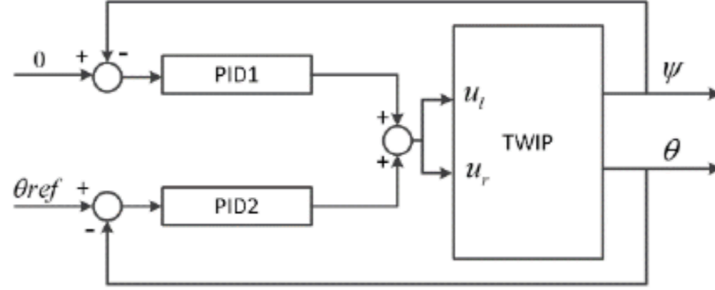 0 + - PID1 ψ
+ u_l TWIP
+ u_r θ
θref + - PID2